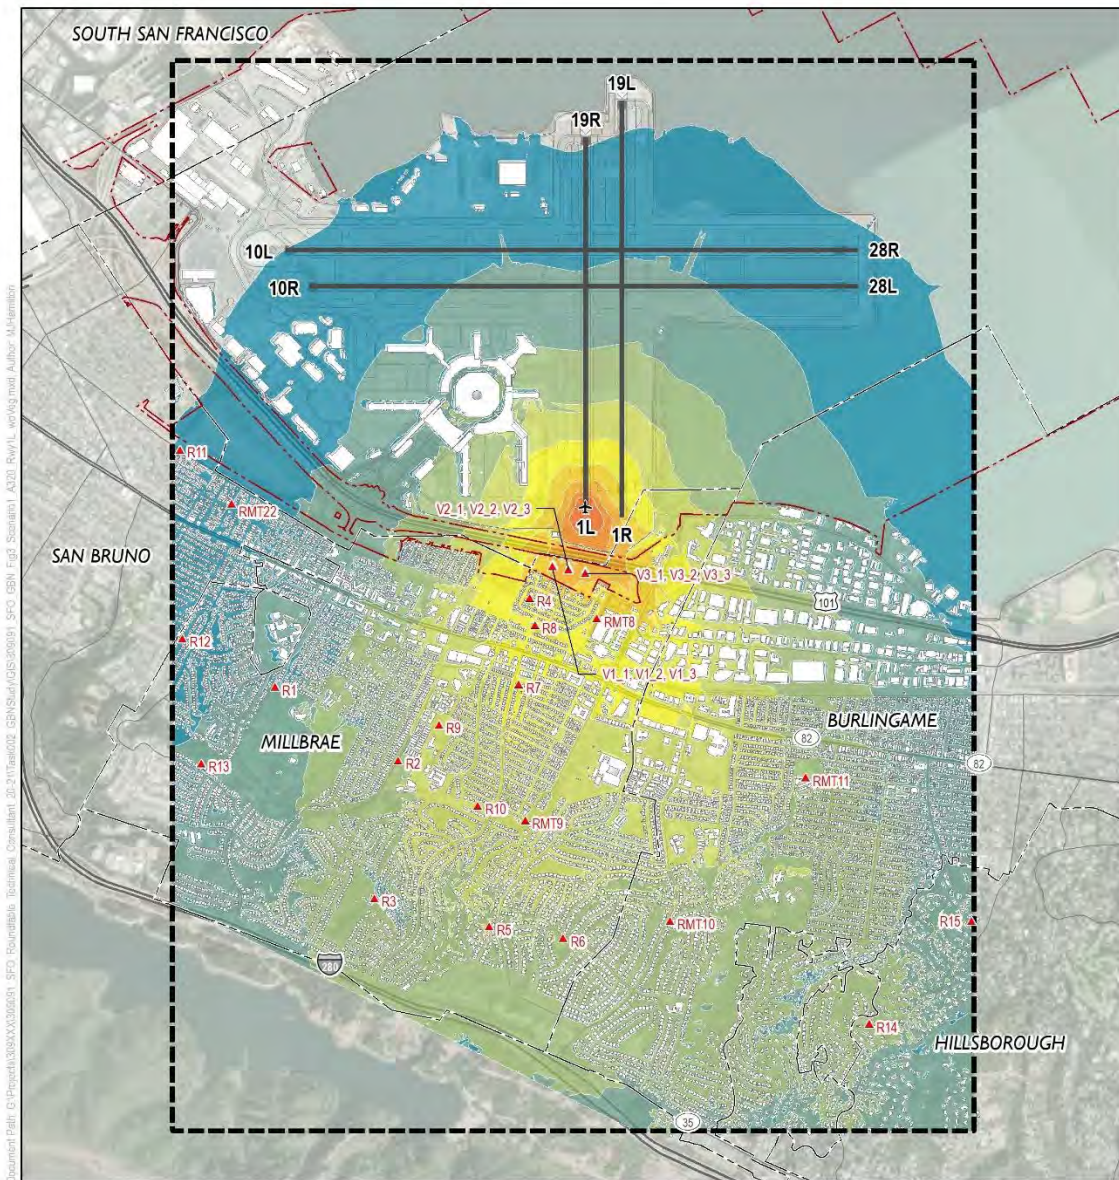 SOUTH SAN FRANCISCO
19L
19R
10L
28R
10R
28L
R11
RMT22
V2_1, V2_2, V2_3
1L
1R
SAN BRUNO
V3_1, V3_2, V3_3
R4
101
RMT8
R12
R8
V1_1, V1_2, V1_3
R1
R7
BURLINGAME
R9
82
MILLBRAE
R2
R13
82
RMT11
R10
RMT9
R3
R5
RMT10
R15
R6
280
R14
HILLSBOROUGH
35